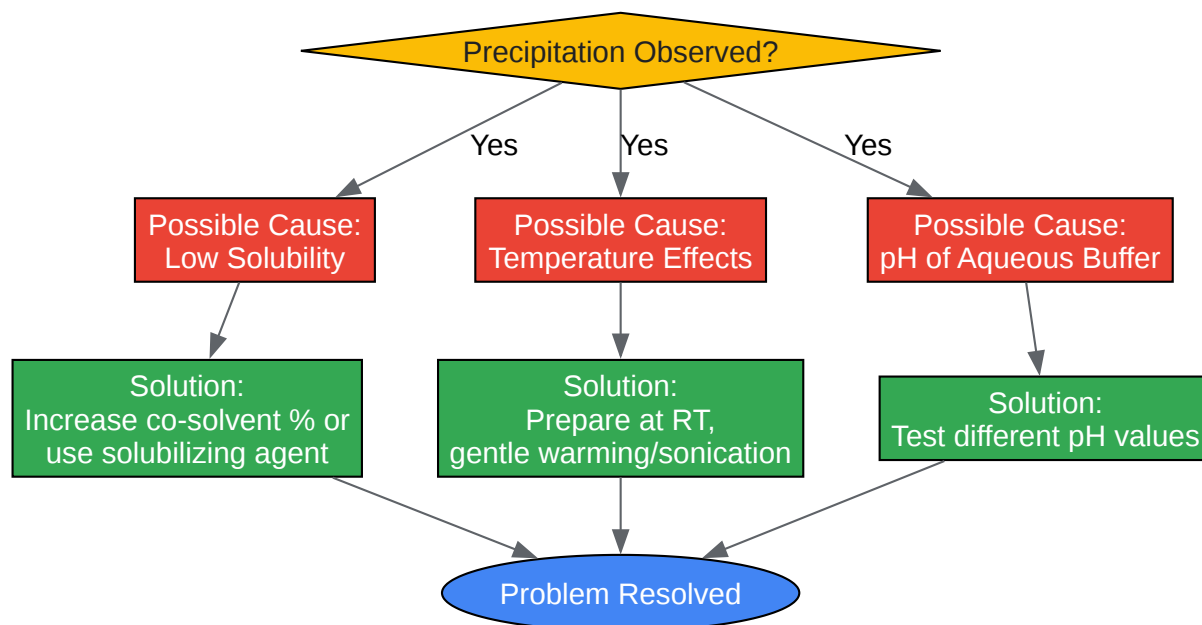 Precipitation Observed?
Yes
Yes
Yes
Possible Cause:
Low Solubility
Possible Cause:
Temperature Effects
Possible Cause:
pH of Aqueous Buffer
Solution:
Increase co-solvent % or
use solubilizing agent
Solution:
Prepare at RT,
gentle warming/sonication
Solution:
Test different pH values
Problem Resolved